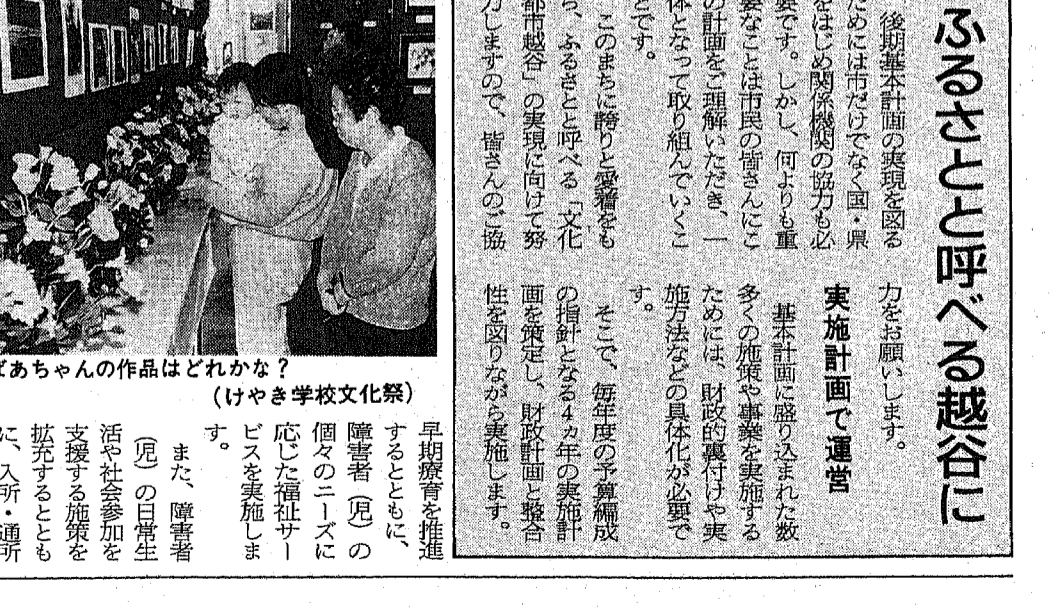 ふるさとと呼べる越谷に
後期基本計画の実現を図る
ためには市だけでなく国・県
をはじめ関係機関の協力も必
要です。しかし、何よりも重
要なことは市民の皆さんにこ
の計画をご理解いただき、一
体となって取り組んでいくこ
とです。
このまちに誇りと愛着をも
ち、ふるさとと呼べる「文化
都市越谷」の実現に向けて努
力しますので、皆さんのご協
力をお願いします。
実施計画で運営
基本計画に盛り込まれた数
多くの施策や事業を実施する
ためには、財政的裏付けや実
施方法などの具体化が必要で
す。
そこで、毎年度の予算編成
の指針となる4ヵ年の実施計
画を策定し、財政計画と整合
性を図りながら実施します。
ばあちゃんの作品はどれかな？
(けやき学校文化祭)
早期療育を推進
するとともに、
障害者（児）の
個々のニーズに
応じた福祉サー
ビスを実施しま
す。
また、障害者
（児）の日常生
活や社会参加を
支援する施策を
拡充するととも
に、入所・通所